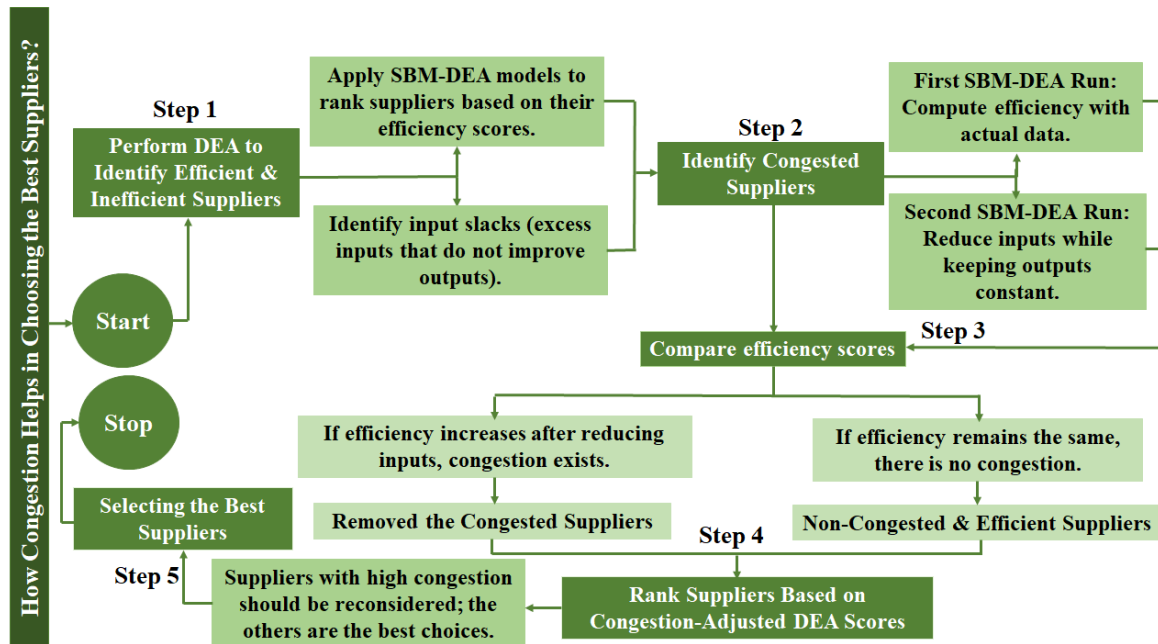 How Congestion Helps in Choosing the Best Suppliers?
Start
Step 1
Perform DEA to
Identify Efficient &
Inefficient Suppliers
Apply SBM-DEA models to
rank suppliers based on their
efficiency scores.
Identify input slacks (excess
inputs that do not improve
outputs).
Step 2
Identify Congested
Suppliers
First SBM-DEA Run:
Compute efficiency with
actual data.
Second SBM-DEA Run:
Reduce inputs while
keeping outputs
constant.
Step 3
Compare efficiency scores
If efficiency increases after reducing
inputs, congestion exists.
If efficiency remains the same,
there is no congestion.
Removed the Congested Suppliers
Non-Congested & Efficient Suppliers
Step 4
Rank Suppliers Based on
Congestion-Adjusted DEA Scores
Suppliers with high congestion
should be reconsidered; the
others are the best choices.
Step 5
Selecting the Best
Suppliers
Stop